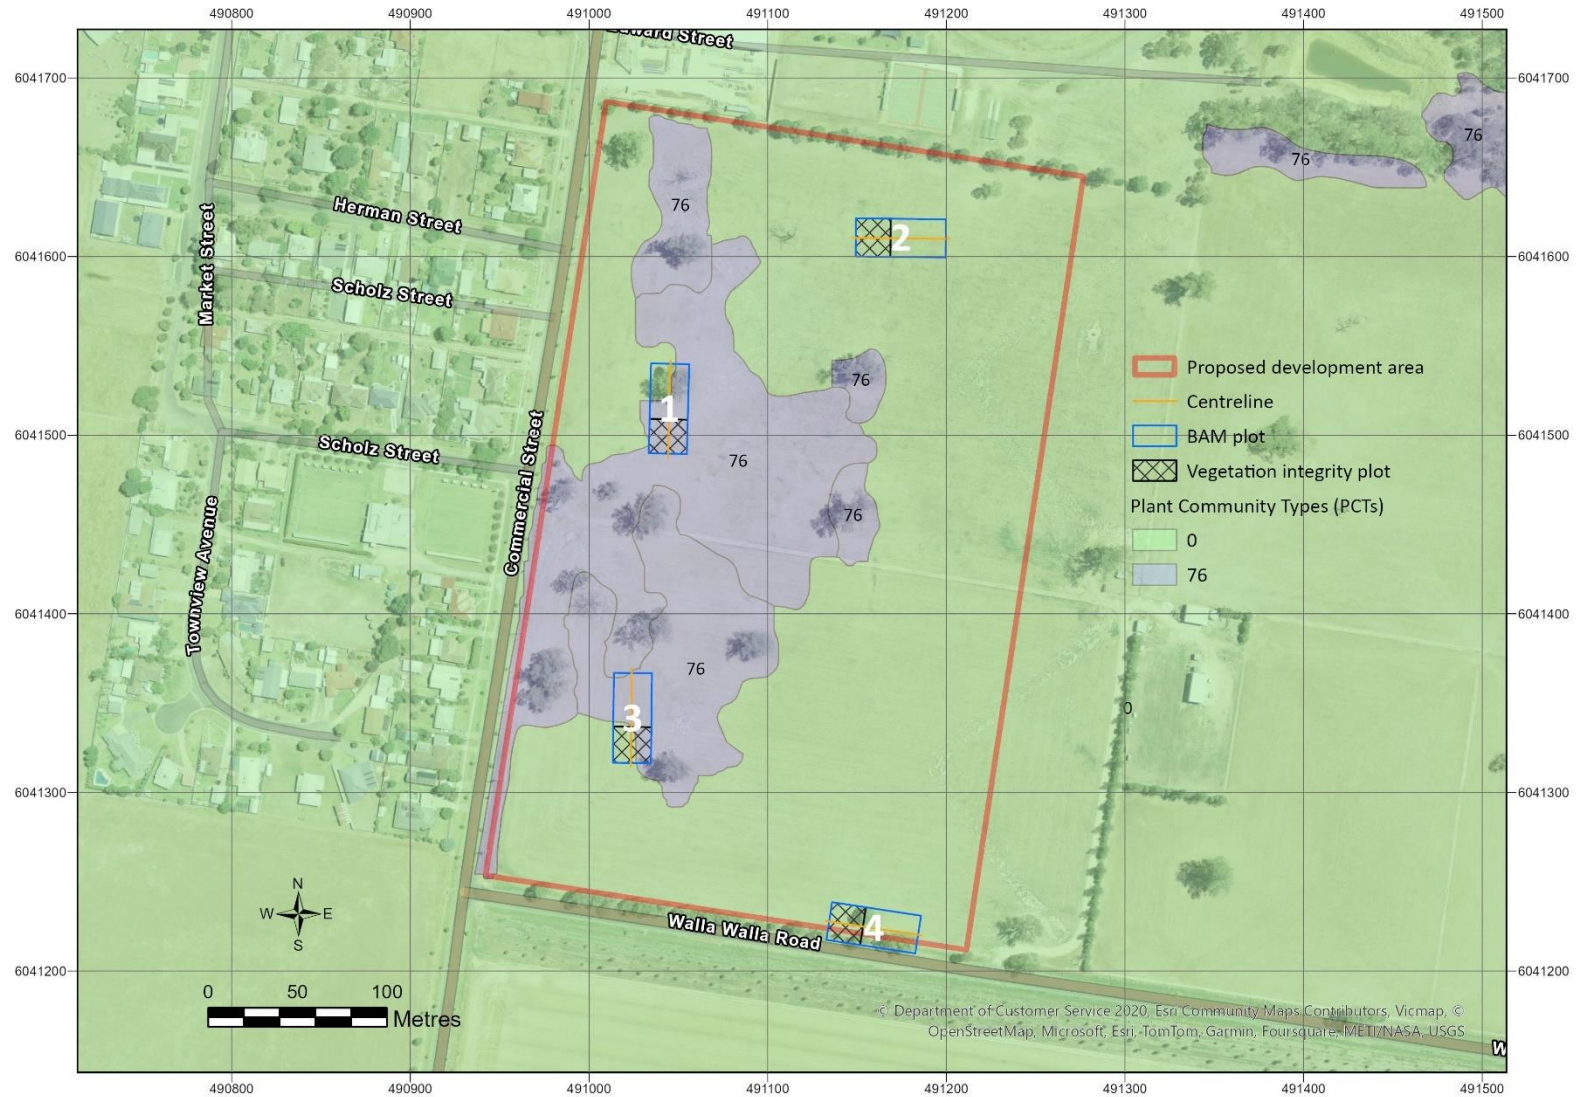 490800 490900 491000 491100 491200 491300 491400 491500
Edward Street
6041700 6041700
76
76
76
Market Street
Herman Street
2
6041600 6041600
Scholz Street
Proposed development area
76
Centreline
1
BAM plot
6041500 6041500
Scholz Street
76
Vegetation integrity plot
Commercial Street
Plant Community Types (PCTs)
76
0
76
Townview Avenue
6041400 6041400
76
3
0
6041300 6041300
N
W E
S
Walla Walla Road
4
6041200 6041200
0 50 100
Metres
© Department of Customer Service 2020, Esri Community Maps Contributors, Vicmap, ©
OpenStreetMap, Microsoft, Esri, TomTom, Garmin, Foursquare, METI/NASA, USGS
W
490800 490900 491000 491100 491200 491300 491400 491500